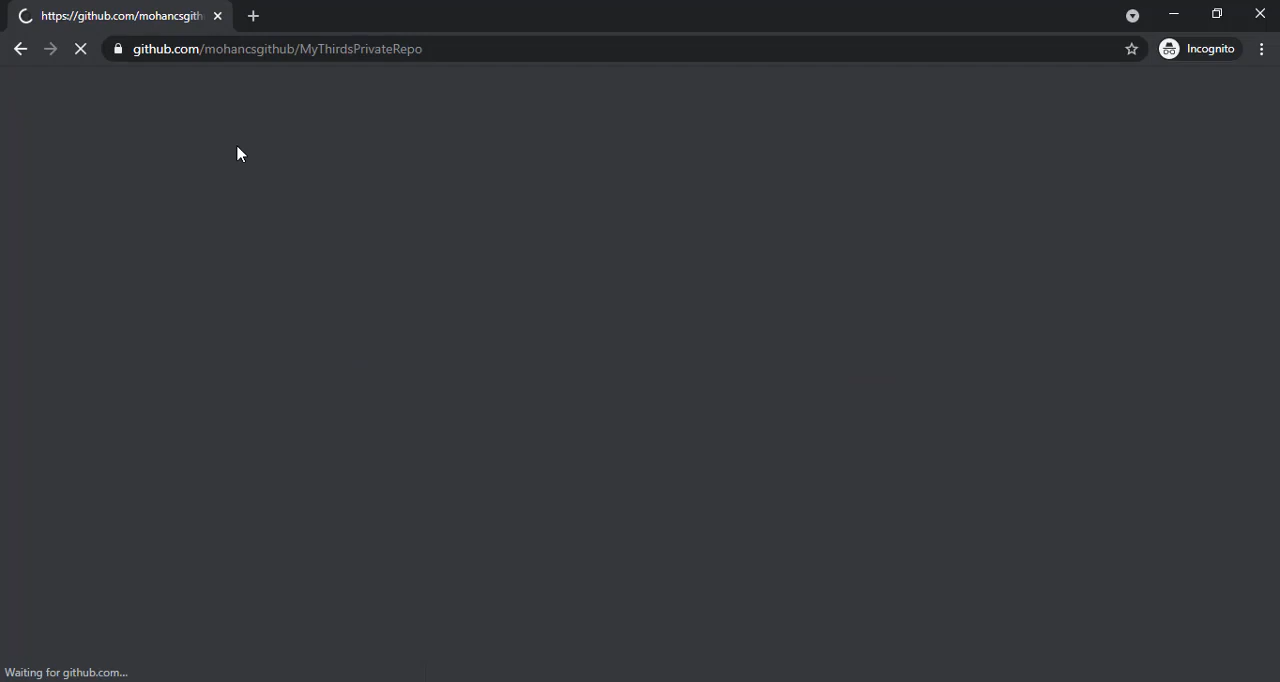 https://github.com/mohancsgith
github.com/mohancsgithub/MyThirdsPrivateRepo
Incognito
Waiting for github.com...